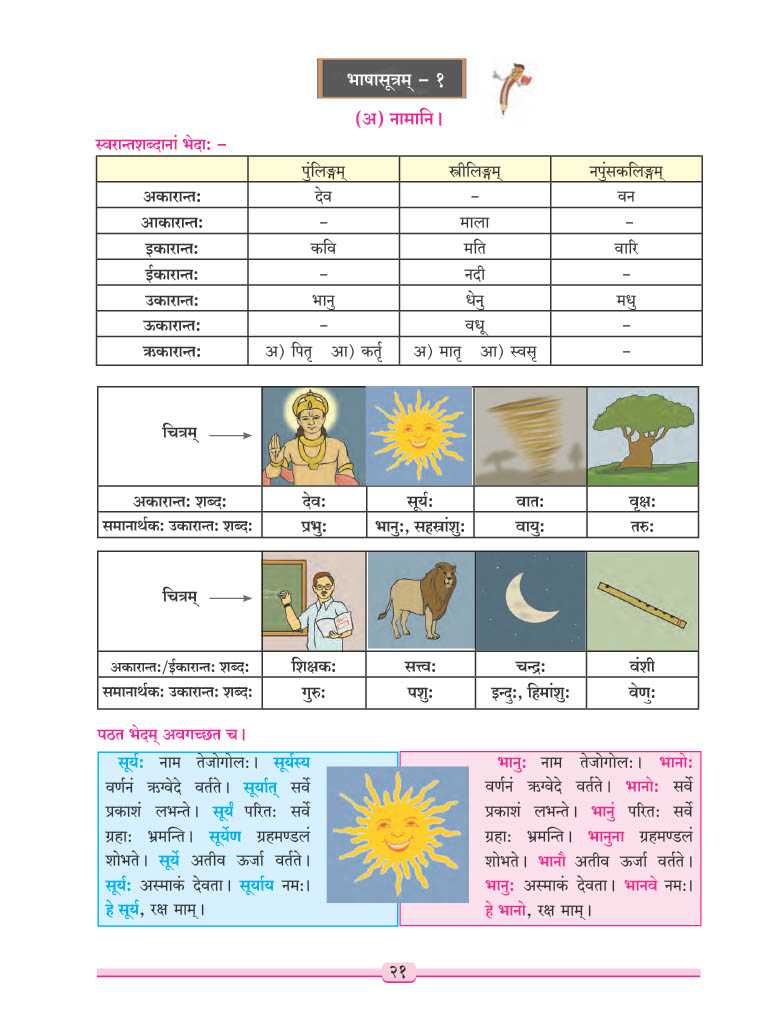 भाषासूत्रम् – १
(अ) नामानि।
स्वरान्तशब्दानां भेदाः –
पुंलिङ्गम् स्त्रीलिङ्गम् नपुंसकलिङ्गम्
अकारान्तः देव – वन
आकारान्तः – माला –
इकारान्तः कवि मति वारि
ईकारान्तः – नदी –
उकारान्तः भानु धेनु मधु
ऊकारान्तः – वधू –
ऋकारान्तः अ) पितृ आ) कर्तृ अ) मातृ आ) स्वसृ –
चित्रम्
अकारान्तः शब्दः देवः सूर्यः वातः वृक्षः
समानार्थकः उकारान्तः शब्दः प्रभुः भानुः, सहस्रांशुः वायुः तरुः
चित्रम्
अकारान्तः/ईकारान्तः शब्दः शिक्षकः सत्त्वः चन्द्रः वंशी
समानार्थकः उकारान्तः शब्दः गुरुः पशुः इन्दुः, हिमांशुः वेणुः
पठत भेदम् अवगच्छत च।
सूर्यः नाम तेजोगोलः। सूर्यस्य
वर्णनं ऋग्वेदे वर्तते। सूर्यात् सर्वे
प्रकाशं लभन्ते। सूर्यं परितः सर्वे
ग्रहाः भ्रमन्ति। सूर्येण ग्रहमण्डलं
शोभते। सूर्ये अतीव ऊर्जा वर्तते।
सूर्यः अस्माकं देवता। सूर्याय नमः।
हे सूर्य, रक्ष माम्।
भानुः नाम तेजोगोलः। भानोः
वर्णनं ऋग्वेदे वर्तते। भानोः सर्वे
प्रकाशं लभन्ते। भानुं परितः सर्वे
ग्रहाः भ्रमन्ति। भानुना ग्रहमण्डलं
शोभते। भानौ अतीव ऊर्जा वर्तते।
भानुः अस्माकं देवता। भानवे नमः।
हे भानो, रक्ष माम्।
२१